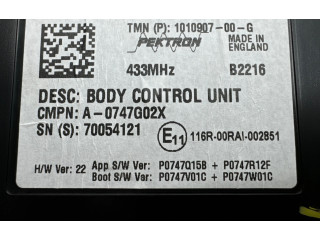 TMN (P): 1010907-00-G
PEKTRON MADE IN
ENGLAND
433MHz B2216
DESC: BODY CONTROL UNIT
CMPN: A-0747G02X
SN (S): 70054121
E11 116R-00RAI-002851
H/W Ver: 22 App S/W Ver: P0747Q15B + P0747R12F
Boot S/W Ver: P0747V01C + P0747W01C